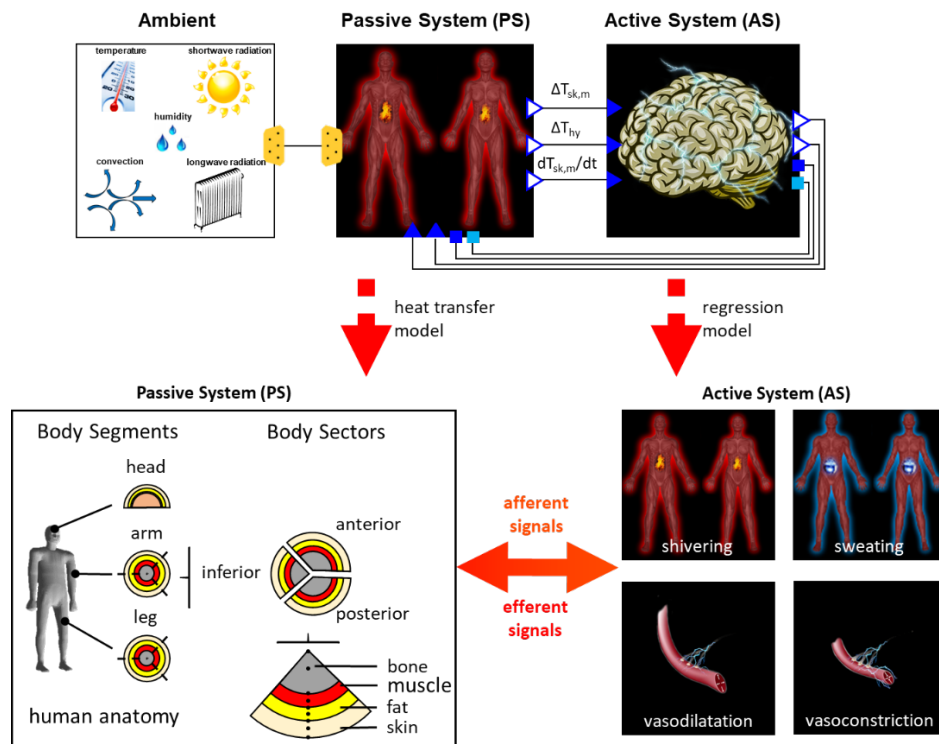 Ambient
Passive System (PS)
Active System (AS)
temperature
shortwave radiation
humidity
convection
longwave radiation
ΔTsk,m
ΔThy
dTsk,m/dt
heat transfer
model
regression
model
Passive System (PS)
Active System (AS)
Body Segments
Body Sectors
head
arm
leg
human anatomy
anterior
inferior
posterior
bone
muscle
fat
skin
afferent
signals
efferent
signals
shivering
sweating
vasodilatation
vasoconstriction